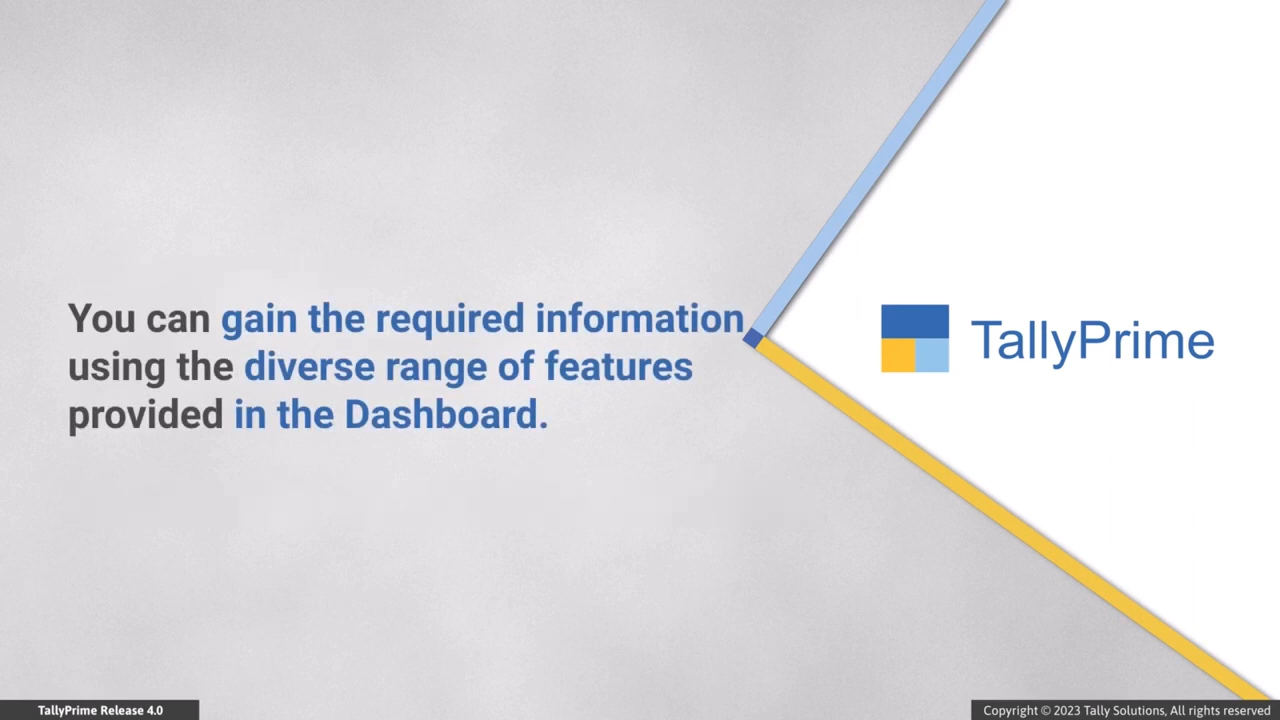 You can gain the required information
using the diverse range of features
provided in the Dashboard.
TallyPrime
TallyPrime Release 4.0
Copyright © 2023 Tally Solutions, All rights reserved